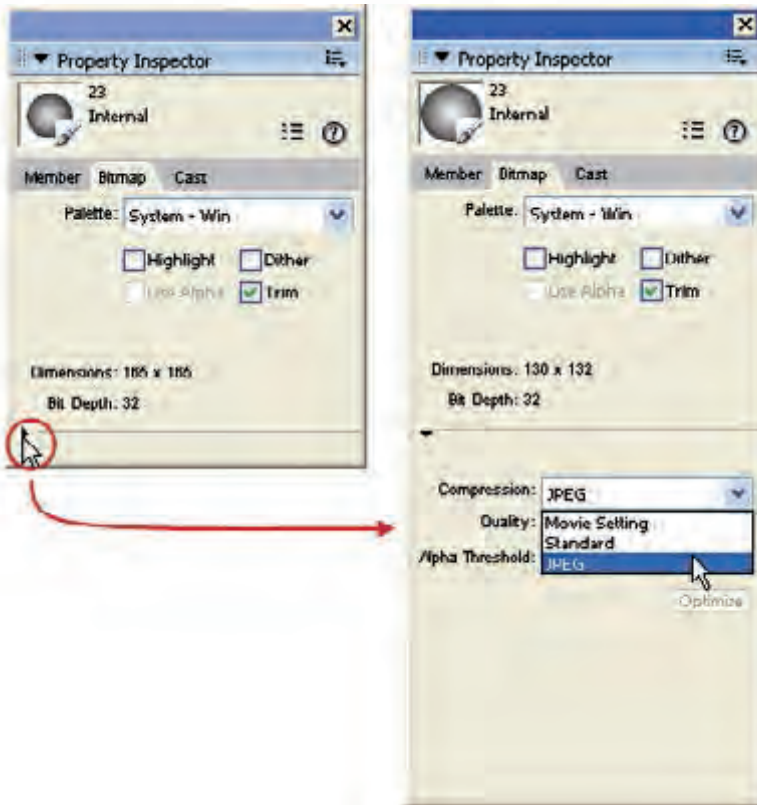 Property Inspector
23
Internal
Member Bitmap Cast
Palette: System - Win
Highlight Dither
Use Alpha Trim
Dimensions: 165 x 165
Bit Depth: 32
Property Inspector
23
Internal
Member Bitmap Cast
Palette: System - Win
Highlight Dither
Use Alpha Trim
Dimensions: 130 x 132
Bit Depth: 32
Compression: JPEG
Quality: Movie Setting
Standard
Alpha Threshold: JPEG
Optimize